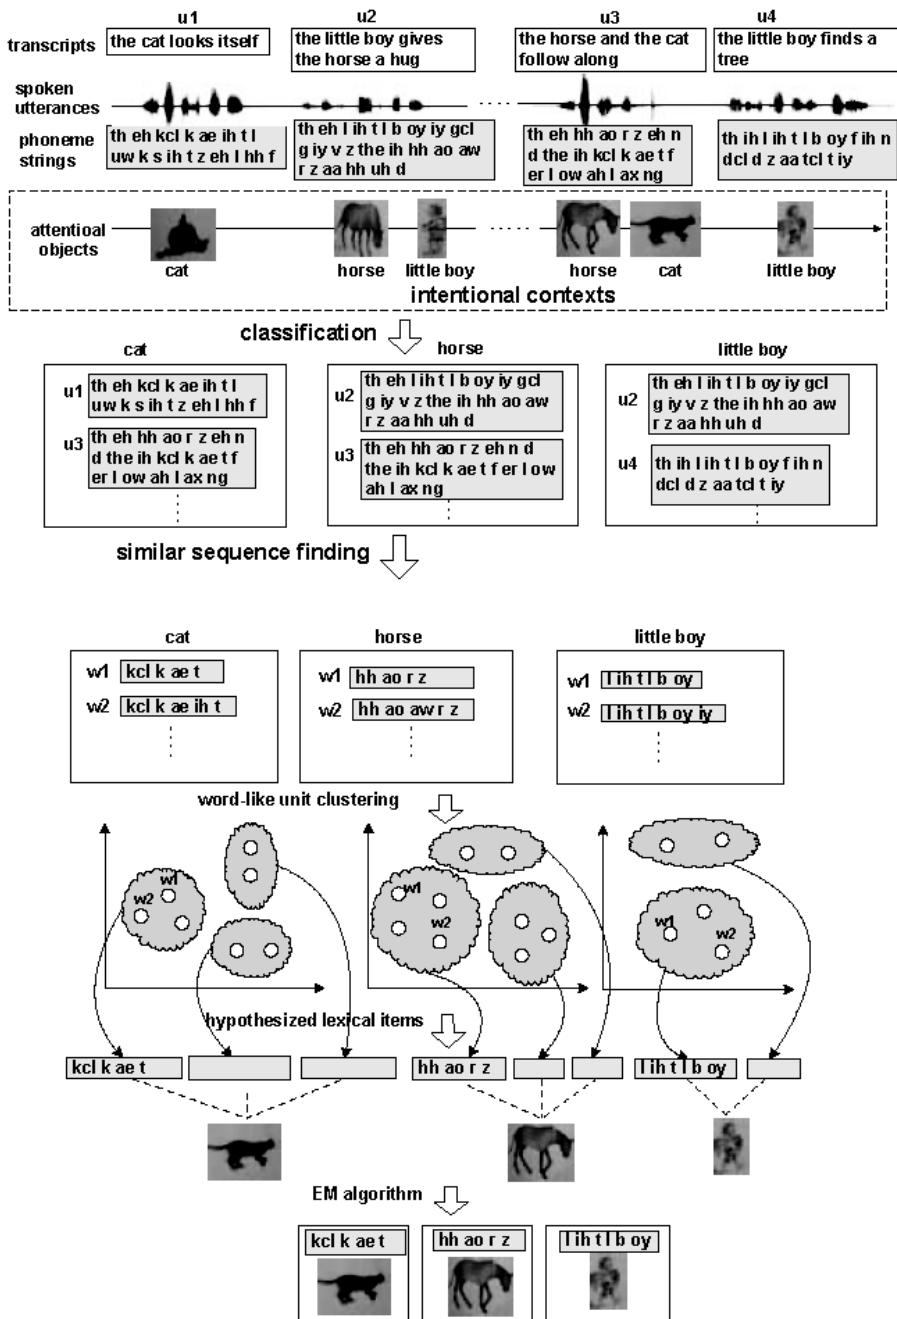 u1
u2
u3
u4
transcripts
the cat looks itself
the little boy gives
the horse a hug
the horse and the cat
follow along
the little boy finds a
tree
spoken
utterances
phoneme
strings
th eh kcl k ae ih t l
uw k s ih t z eh l hh f
th eh l ih t l b oy iy gcl
g iy v z the ih hh ao aw
r z aa hh uh d
th eh hh ao r z eh n
d the ih kcl k ae t f
er l ow ah l ax ng
th ih l ih t l b oy f ih n
dcl d z aa tcl t iy
attentioal
objects
cat
horse
little boy
horse
cat
little boy
intentional contexts
classification
cat
horse
little boy
u1
th eh kcl k ae ih t l
uw k s ih t z eh l hh f
u3
th eh hh ao r z eh n
d the ih kcl k ae t f
er l ow ah l ax ng
u2
th eh l ih t l b oy iy gcl
g iy v z the ih hh ao aw
r z aa hh uh d
u3
th eh hh ao r z eh n d
the ih kcl k ae t f er l ow
ah l ax ng
u2
th eh l ih t l b oy iy gcl
g iy v z the ih hh ao aw
r z aa hh uh d
u4
th ih l ih t l b oy f ih n
dcl d z aa tcl t iy
similar sequence finding
cat
horse
little boy
w1 kcl k ae t
w2 kcl k ae ih t
w1 hh ao r z
w2 hh ao aw r z
w1 l ih t l b oy
w2 l ih t l b oy iy
word-like unit clustering
w1
w2
w1
w2
w1
w2
hypothesized lexical items
kcl k ae t
hh ao r z
l ih t l b oy
EM algorithm
kcl k ae t
hh ao r z
l ih t l b oy